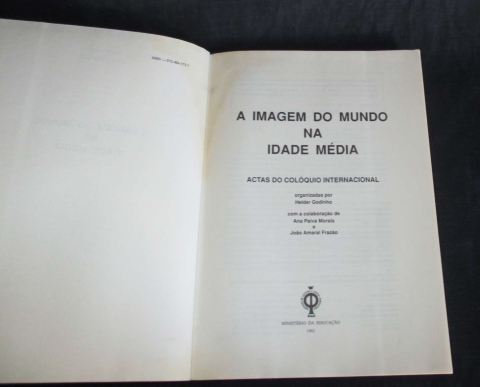 A IMAGEM DO MUNDO
NA
IDADE MÉDIA
ACTAS DO COLÓQUIO INTERNACIONAL
organizadas por
Helder Godinho
com a colaboração de
Ana Paiva Morais
e
João Amaral Frazão
MINISTÉRIO DA EDUCAÇÃO
1992